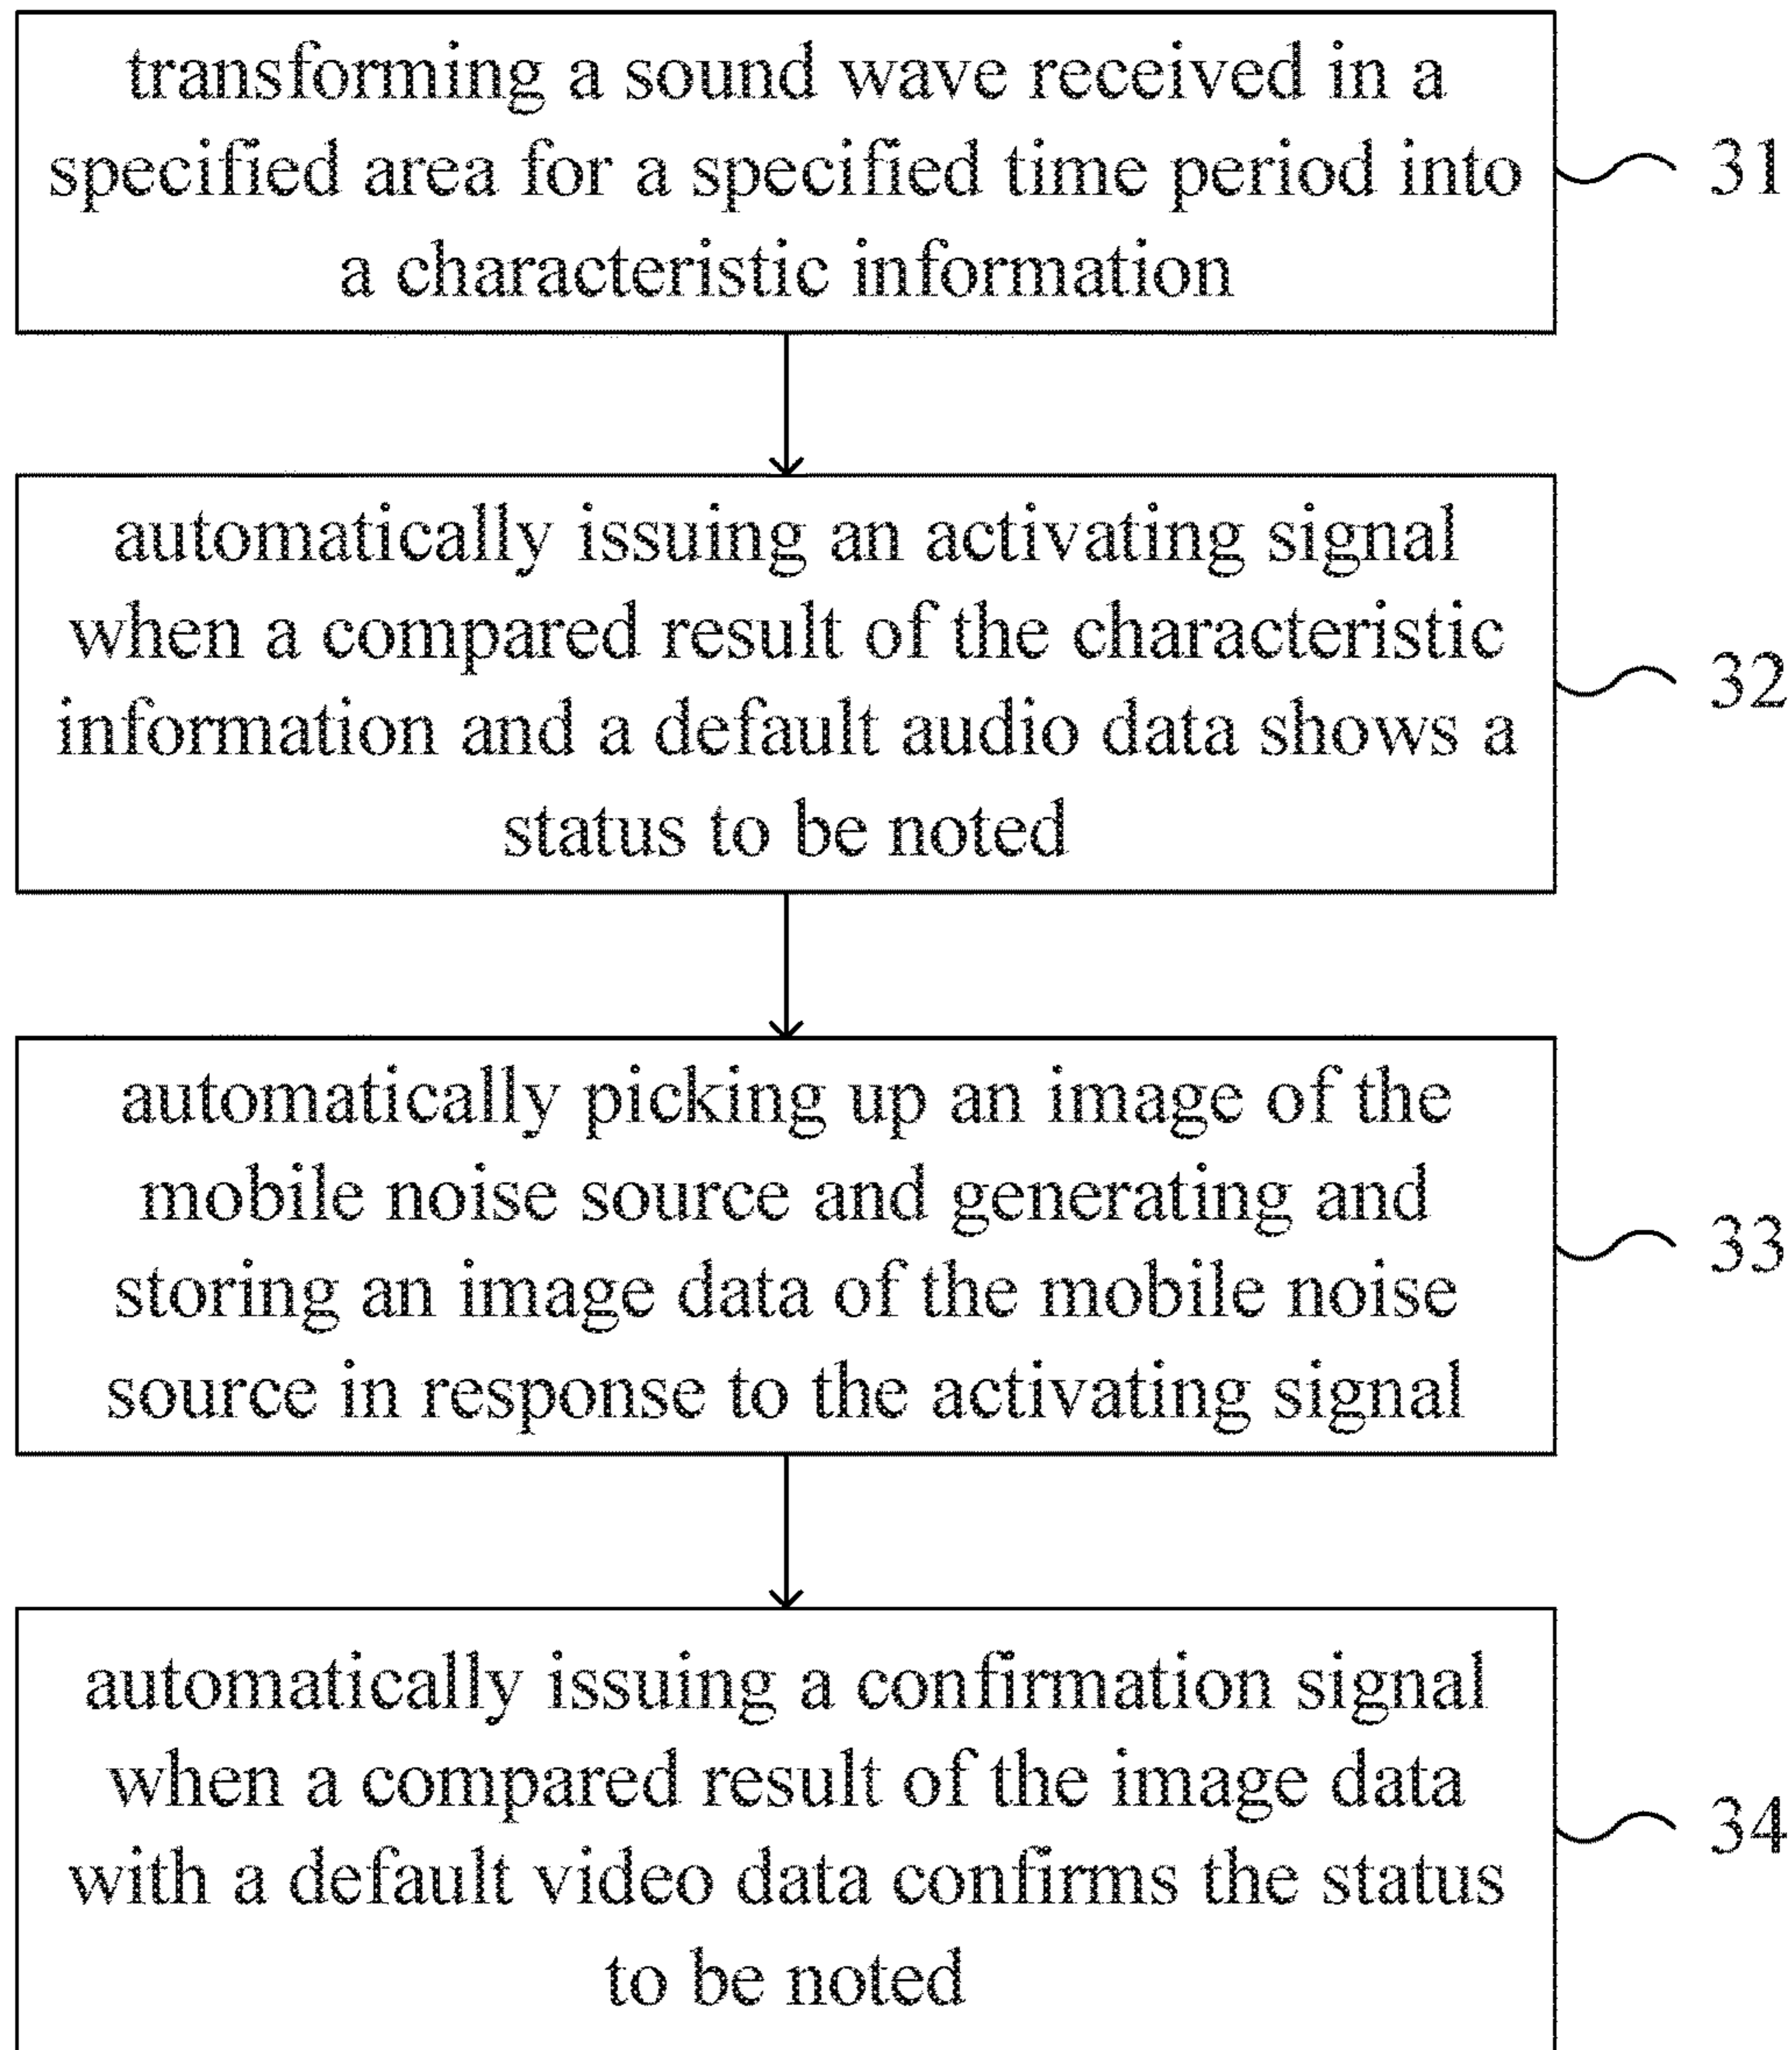 transforming a sound wave received in a
specified area for a specified time period into
a characteristic information
31
automatically issuing an activating signal
when a compared result of the characteristic
information and a default audio data shows a
status to be noted
32
automatically picking up an image of the
mobile noise source and generating and
storing an image data of the mobile noise
source in response to the activating signal
33
automatically issuing a confirmation signal
when a compared result of the image data
with a default video data confirms the status
to be noted
34